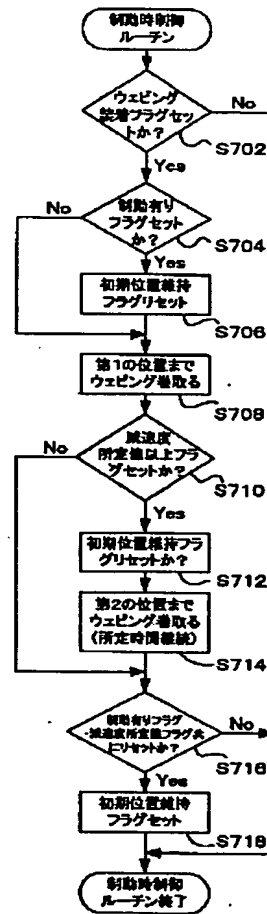 制動時制御
ルーチン
ウェビング
装着フラグセッ
トか?
No
S702
Yes
No
制動有り
フラグセット
か?
S704
Yes
初期位置維持
フラグリセット
S706
第1の位置まで
ウェビング巻取る
S708
No
減速度
所定値以上フラ
グセットか?
S710
Yes
初期位置維持フラ
グリセットか?
S712
第2の位置まで
ウェビング巻取る
(所定時間継続)
S714
制動有りフラグ
・減速度所定値フラグ共
にリセットか?
No
S716
Yes
初期位置維持
フラグセット
S718
制動時制御
ルーチン終了